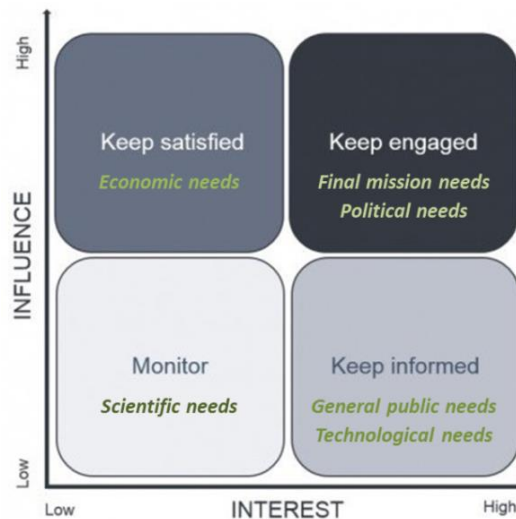 High
Keep satisfied
Economic needs
Keep engaged
Final mission needs
Political needs
INFLUENCE
Monitor
Scientific needs
Keep informed
General public needs
Technological needs
Low
Low
INTEREST
High